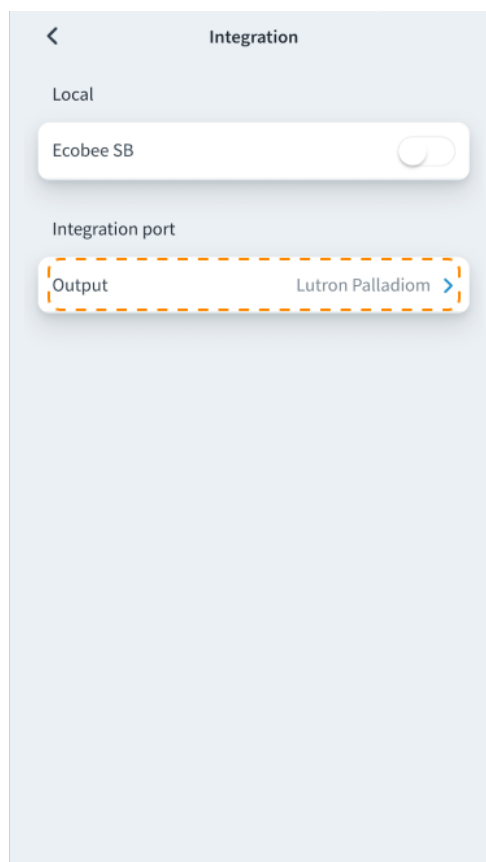 Integration
Local
Ecobee SB
Integration port
Output Lutron Palladiom